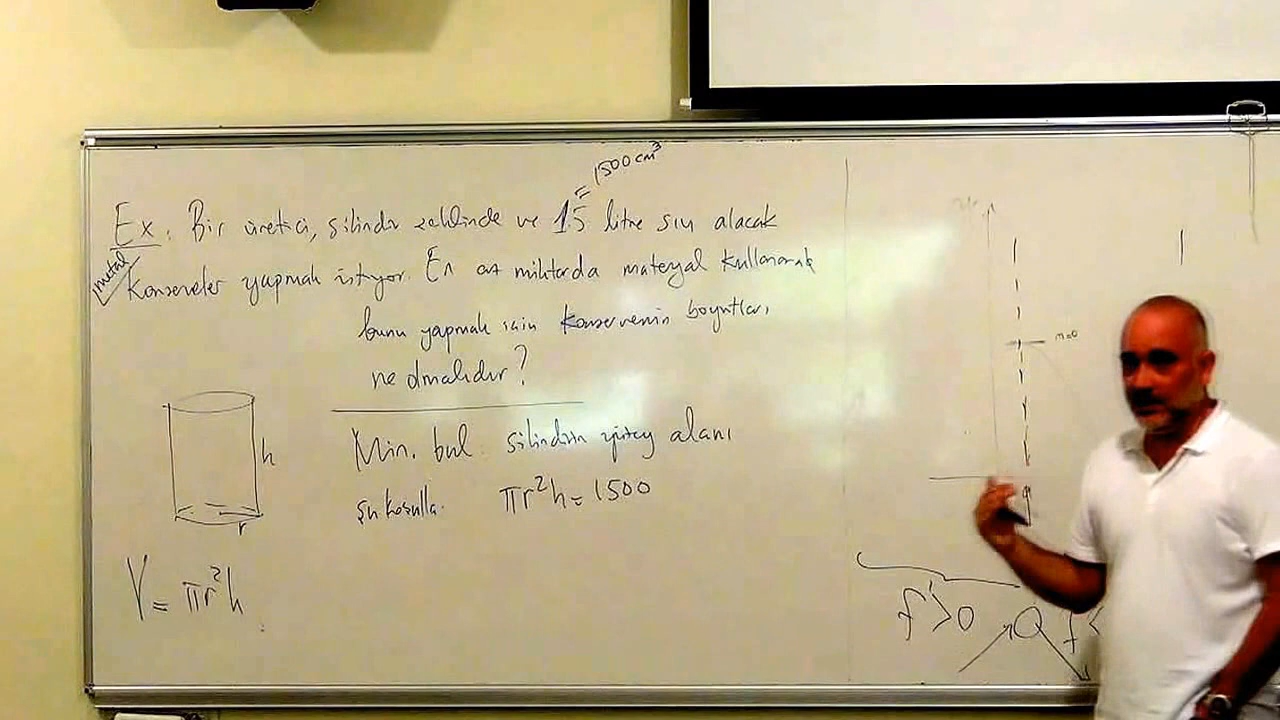 = 1500 cm³
Ex. Bir üretici, silindir şeklinde ve 1.5 litre sıvı alacak
metal
Konserveler yapmak istiyor. En az miktarda materyal kullanarak
bunu yapmak için konservenin boyutları
ne olmalıdır?
h
r
Min. bul: silindirin yüzey alanı
şu koşulla: πr²h = 1500
V = πr²h
m=0
f'>0